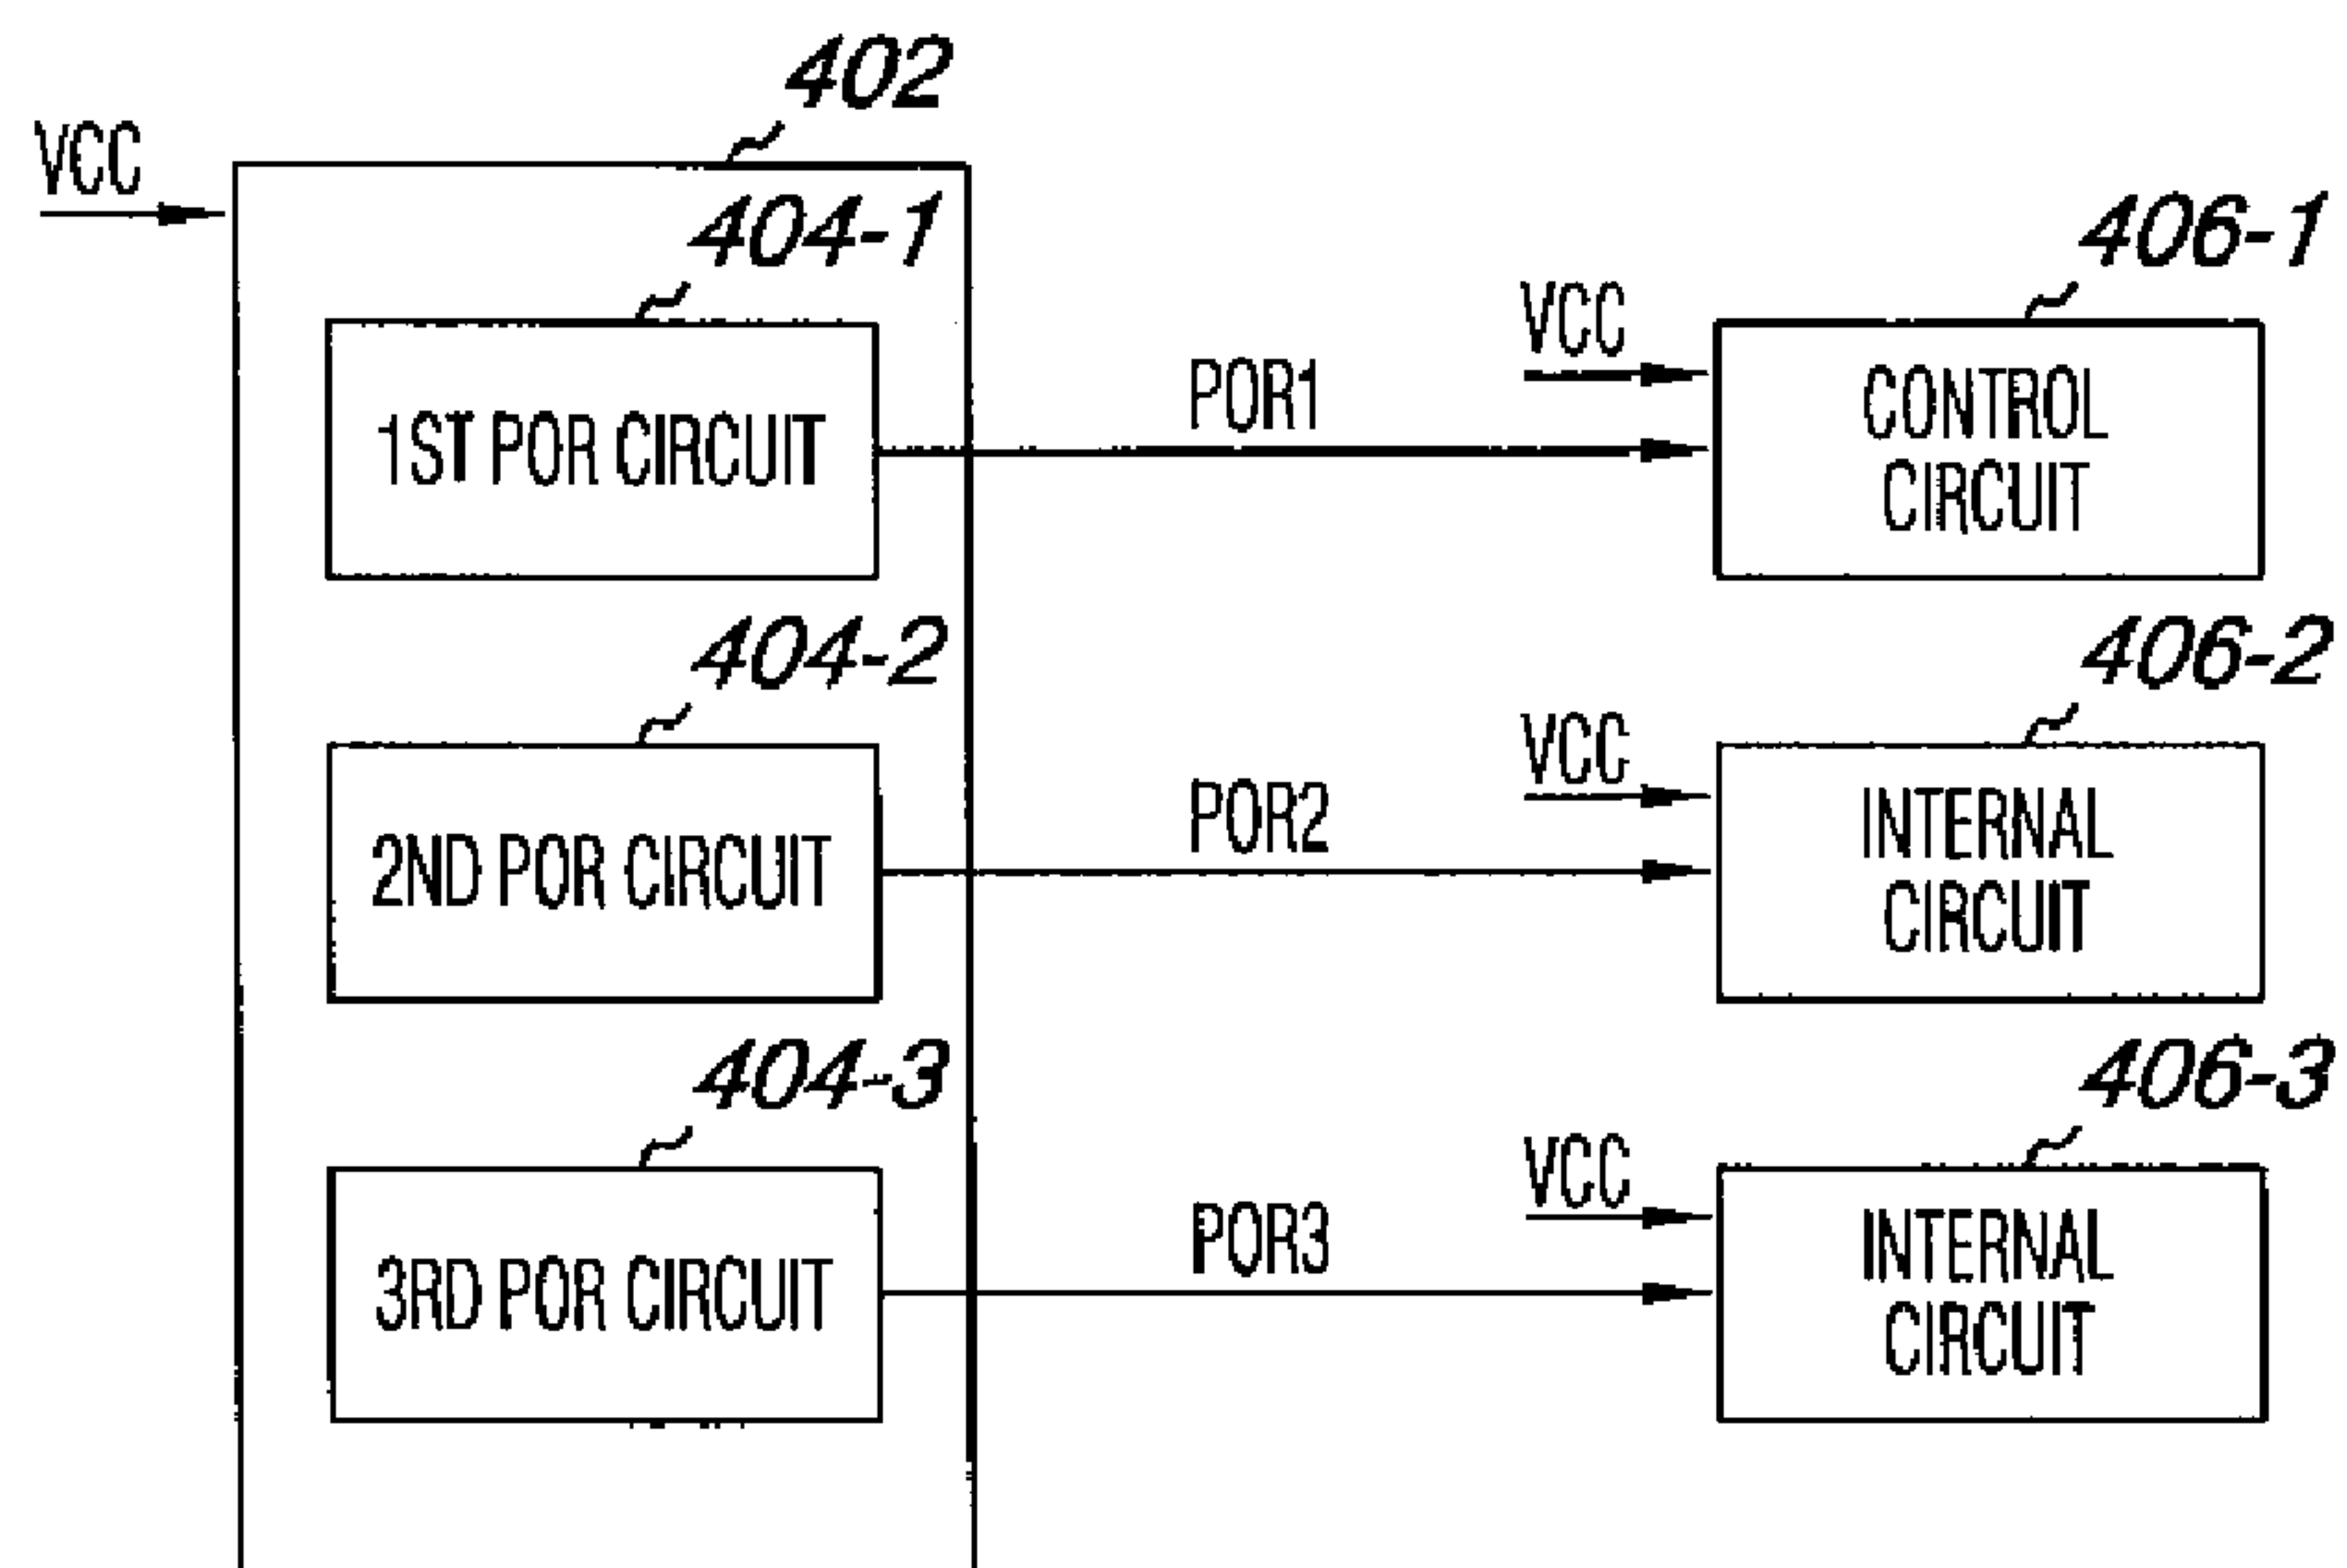 402
VCC
404-1
406-1
VCC
1ST POR CIRCUIT
POR1
CONTROL
CIRCUIT
404-2
406-2
VCC
2ND POR CIRCUIT
POR2
INTERNAL
CIRCUIT
404-3
406-3
VCC
3RD POR CIRCUIT
POR3
INTERNAL
CIRCUIT